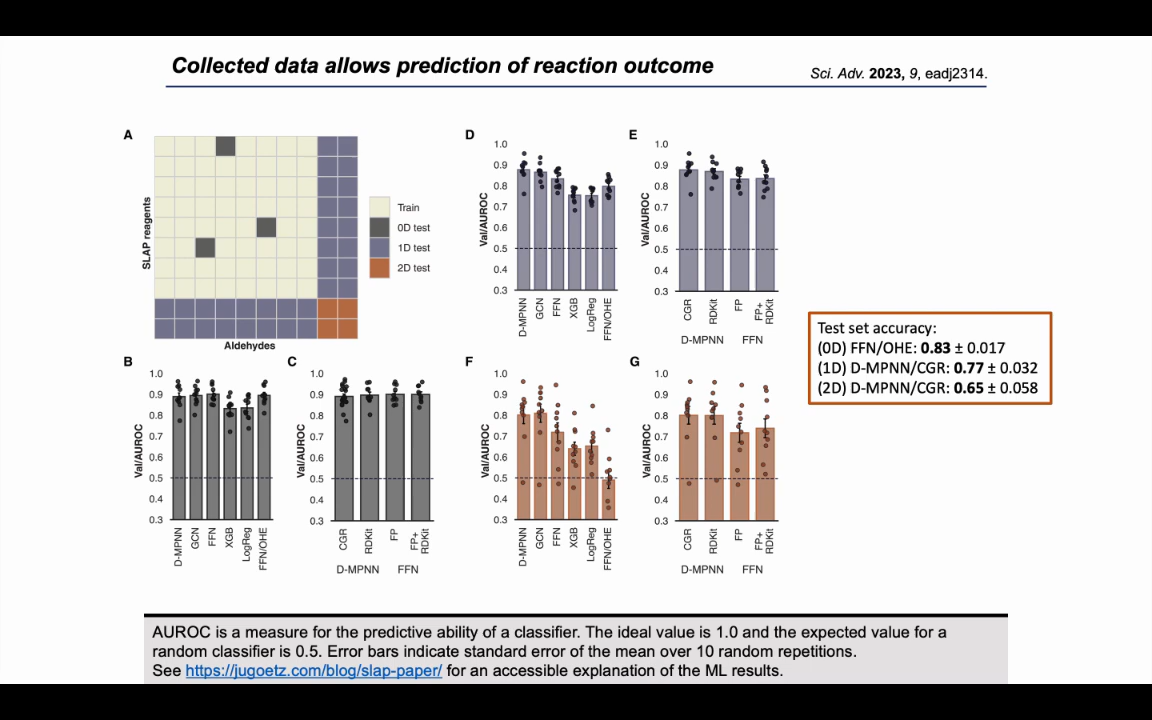 Collected data allows prediction of reaction outcome
Sci. Adv. 2023, 9, eadj2314.
A
SLAP reagents
Aldehydes
Train
0D test
1D test
2D test
D
Val/AUROC
1.0
0.9
0.8
0.7
0.6
0.5
0.4
0.3
D-MPNN
GCN
FFN
XGB
LogReg
FFN/OHE
E
Val/AUROC
1.0
0.9
0.8
0.7
0.6
0.5
0.4
0.3
CGR
RDKit
FP
FP+
RDKit
D-MPNN
FFN
Test set accuracy:
(0D) FFN/OHE: 0.83 ± 0.017
(1D) D-MPNN/CGR: 0.77 ± 0.032
(2D) D-MPNN/CGR: 0.65 ± 0.058
B
Val/AUROC
1.0
0.9
0.8
0.7
0.6
0.5
0.4
0.3
D-MPNN
GCN
FFN
XGB
LogReg
FFN/OHE
C
Val/AUROC
1.0
0.9
0.8
0.7
0.6
0.5
0.4
0.3
CGR
RDKit
FP
FP+
RDKit
D-MPNN
FFN
F
Val/AUROC
1.0
0.9
0.8
0.7
0.6
0.5
0.4
0.3
D-MPNN
GCN
FFN
XGB
LogReg
FFN/OHE
G
Val/AUROC
1.0
0.9
0.8
0.7
0.6
0.5
0.4
0.3
CGR
RDKit
FP
FP+
RDKit
D-MPNN
FFN
AUROC is a measure for the predictive ability of a classifier. The ideal value is 1.0 and the expected value for a
random classifier is 0.5. Error bars indicate standard error of the mean over 10 random repetitions.
See https://jugoetz.com/blog/slap-paper/ for an accessible explanation of the ML results.